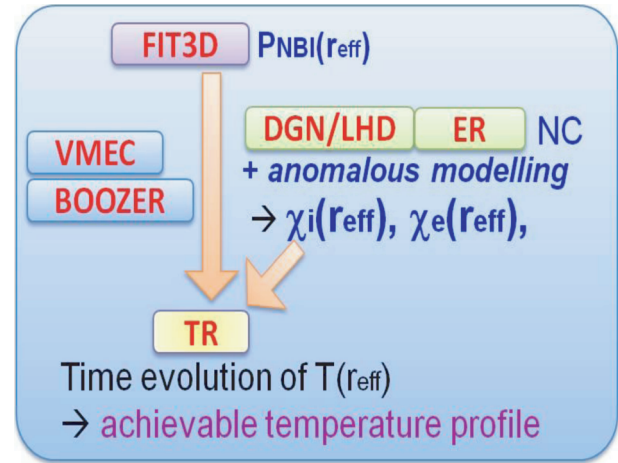 FIT3D PNBI(reff)
DGN/LHD ER NC
VMEC
+ anomalous modelling
BOOZER
→ χi(reff), χe(reff),
TR
Time evolution of T(reff)
→ achievable temperature profile